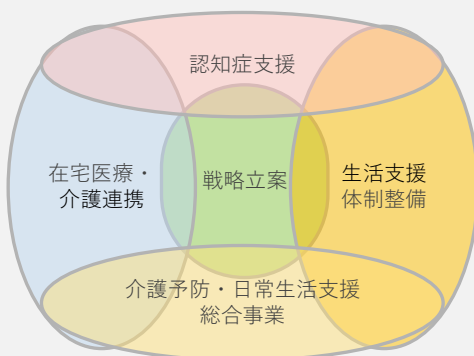 認知症支援
在宅医療・
介護連携
戦略立案
生活支援
体制整備
介護予防・日常生活支援
総合事業